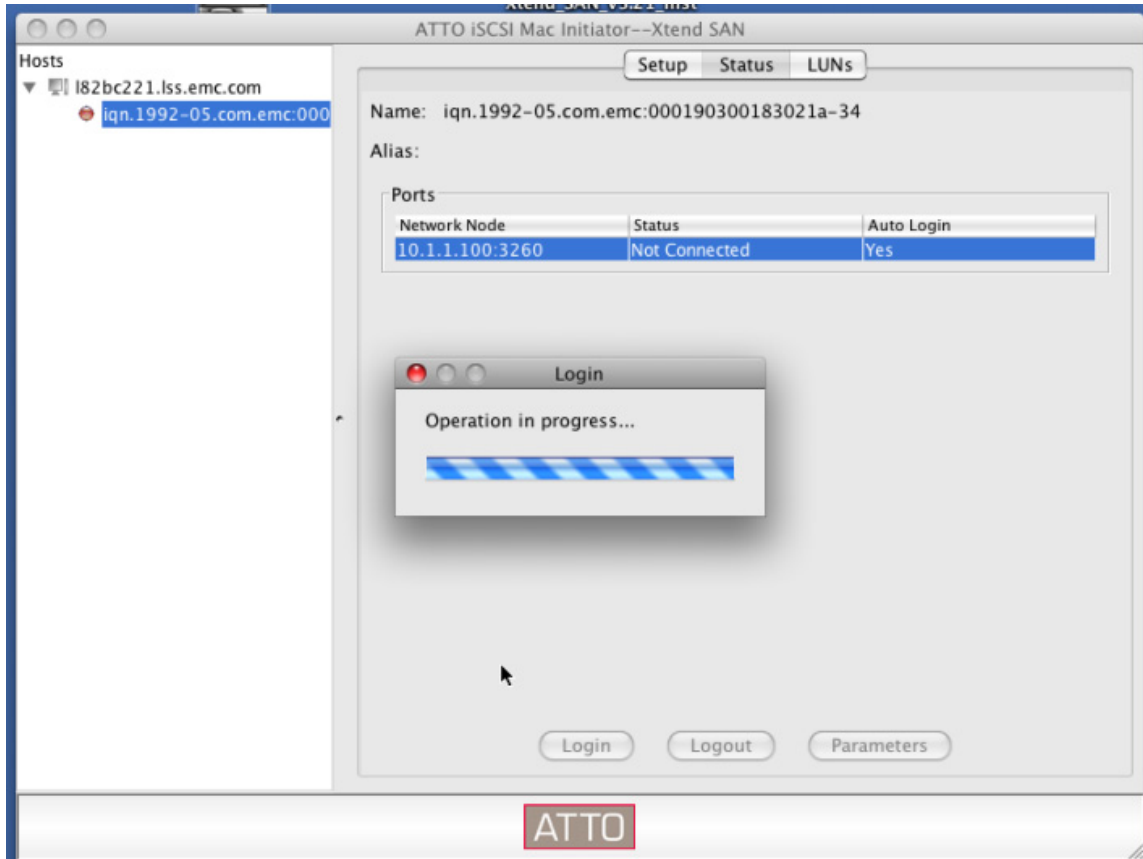 Xtend_SAN_v3.21_inst
ATTO iSCSI Mac Initiator--Xtend SAN
Hosts
l82bc221.lss.emc.com
iqn.1992-05.com.emc:000
Setup Status LUNs
Name: iqn.1992-05.com.emc:000190300183021a-34
Alias:
Ports
Network Node Status Auto Login
10.1.1.100:3260 Not Connected Yes
Login
Operation in progress...
Login Logout Parameters
ATTO